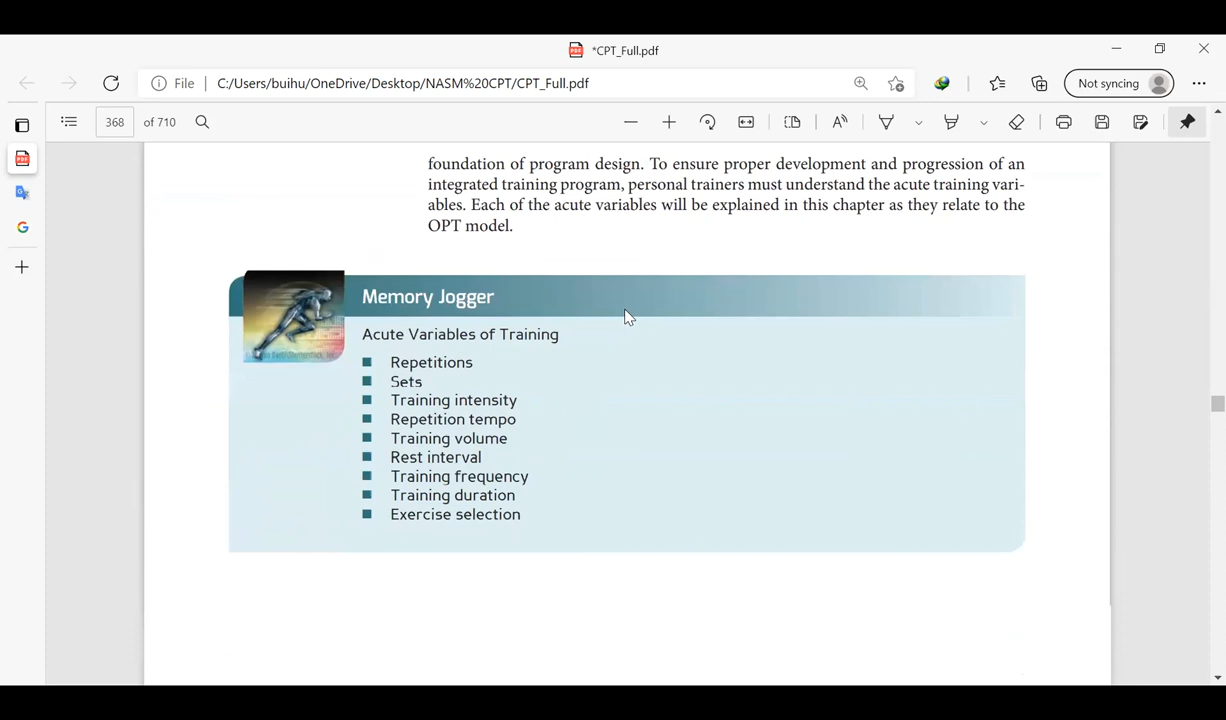 *CPT_Full.pdf
File
C:/Users/buihu/OneDrive/Desktop/NASM%20CPT/CPT_Full.pdf
Not syncing
368 of 710
foundation of program design. To ensure proper development and progression of an
integrated training program, personal trainers must understand the acute training vari-
ables. Each of the acute variables will be explained in this chapter as they relate to the
OPT model.
Memory Jogger
Acute Variables of Training
Repetitions
Sets
Training intensity
Repetition tempo
Training volume
Rest interval
Training frequency
Training duration
Exercise selection